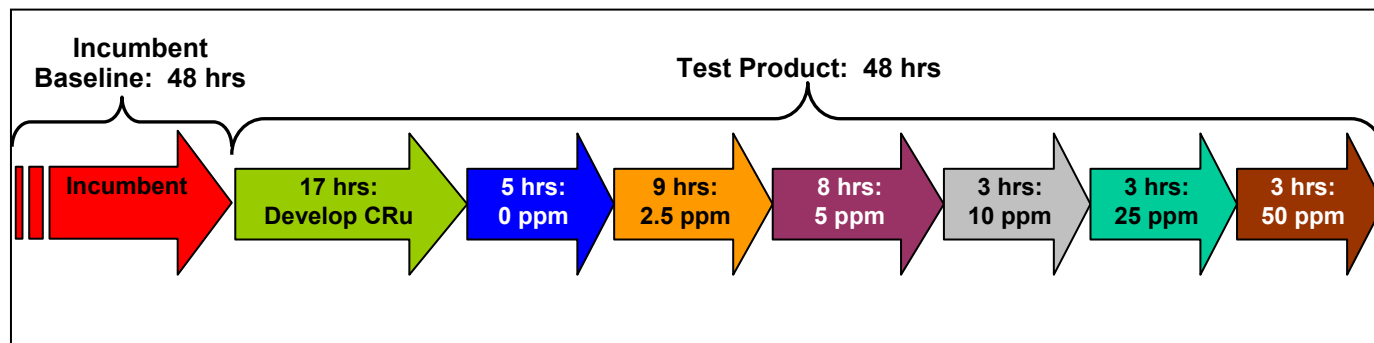 Incumbent
Baseline: 48 hrs
Test Product: 48 hrs
Incumbent
17 hrs:
Develop CRu
5 hrs:
0 ppm
9 hrs:
2.5 ppm
8 hrs:
5 ppm
3 hrs:
10 ppm
3 hrs:
25 ppm
3 hrs:
50 ppm